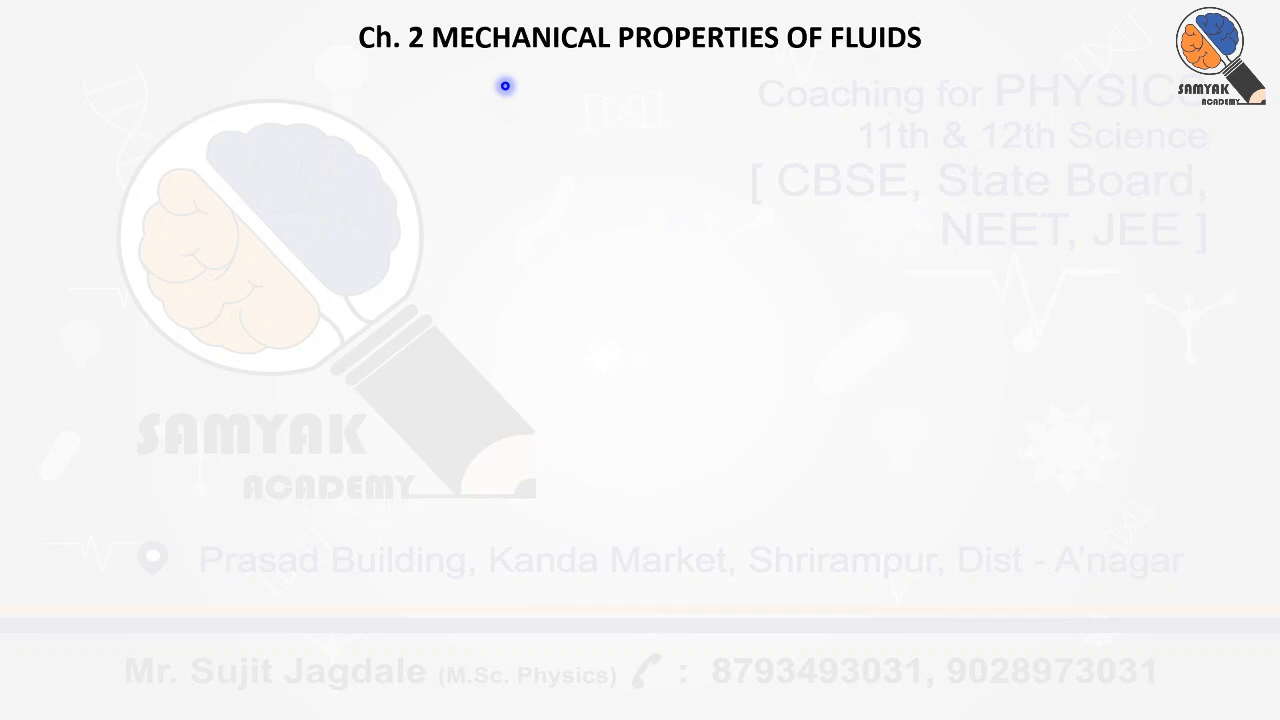 Ch. 2 MECHANICAL PROPERTIES OF FLUIDS
SAMYAK
ACADEMY
Coaching for PHYSICS
11th & 12th Science
[ CBSE, State Board,
NEET, JEE ]
SAMYAK
ACADEMY
Prasad Building, Kanda Market, Shrirampur, Dist - A'nagar
Mr. Sujit Jagdale (M.Sc. Physics) : 8793493031, 9028973031